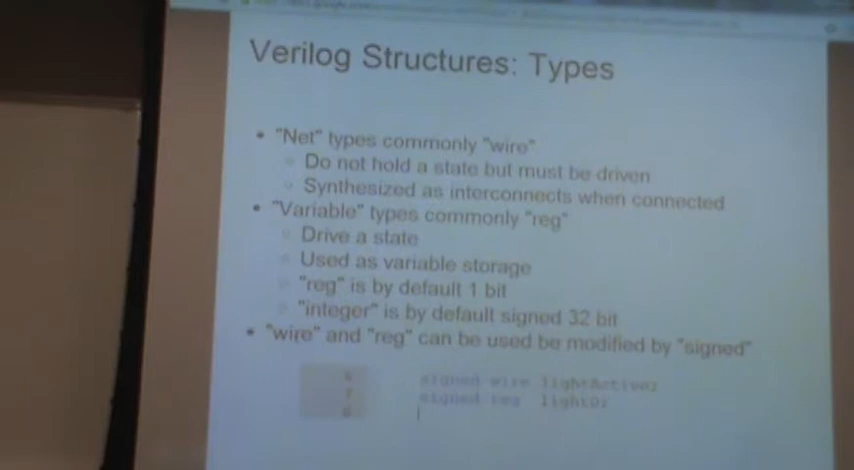 Verilog Structures: Types
• "Net" types commonly "wire"
○ Do not hold a state but must be driven
○ Synthesized as interconnects when connected
• "Variable" types commonly "reg"
○ Drive a state
○ Used as variable storage
○ "reg" is by default 1 bit
○ "integer" is by default signed 32 bit
• "wire" and "reg" can be used be modified by "signed"
signed wire lightActive;
signed reg lightO;